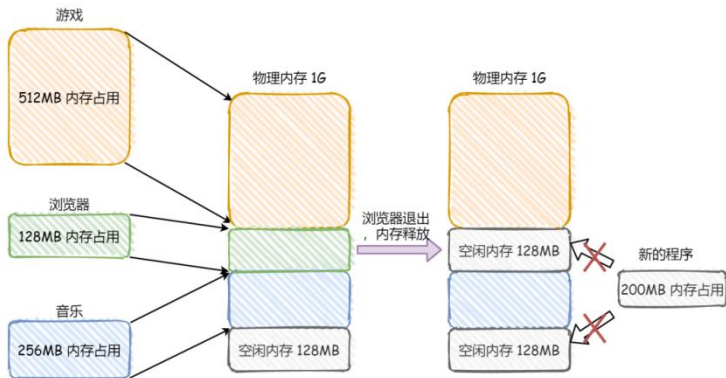 游戏
512MB 内存占用
浏览器
128MB 内存占用
音乐
256MB 内存占用
物理内存 1G
空闲内存 128MB
浏览器退出
，内存释放
物理内存 1G
空闲内存 128MB
空闲内存 128MB
新的程序
200MB 内存占用